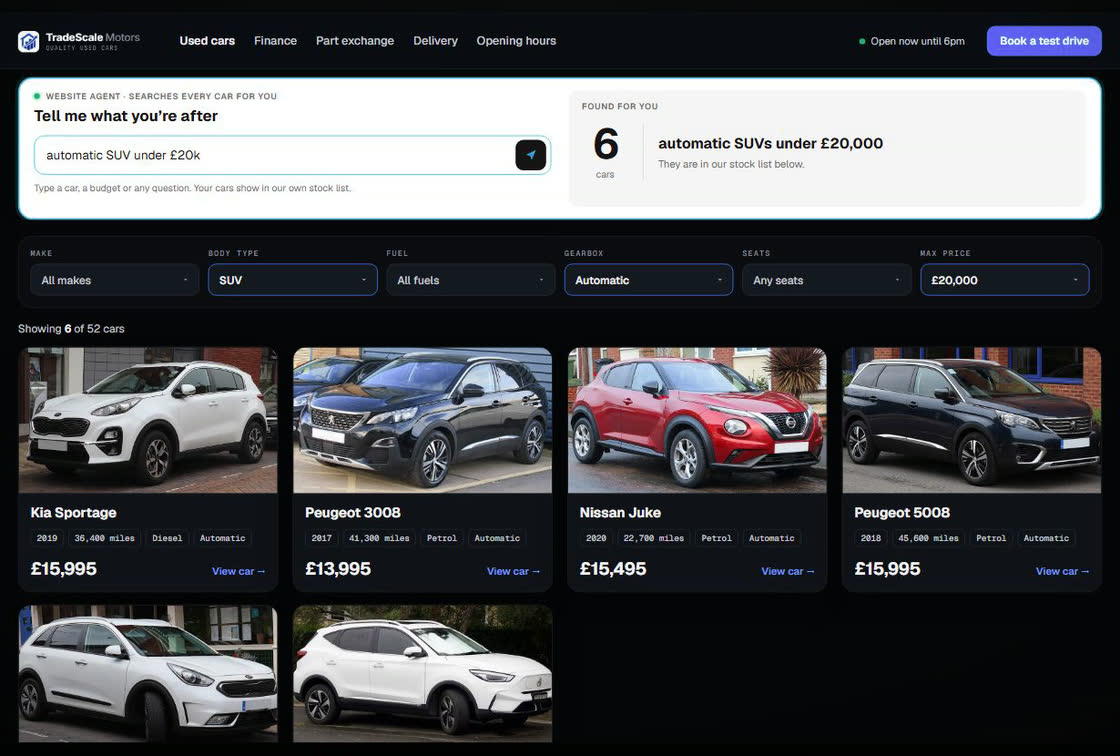 TradeScale Motors
QUALITY USED CARS
Used cars
Finance
Part exchange
Delivery
Opening hours
Open now until 6pm
Book a test drive
WEBSITE AGENT · SEARCHES EVERY CAR FOR YOU
Tell me what you’re after
automatic SUV under £20k
Type a car, a budget or any question. Your cars show in our own stock list.
FOUND FOR YOU
6
cars
automatic SUVs under £20,000
They are in our stock list below.
MAKE
All makes
BODY TYPE
SUV
FUEL
All fuels
GEARBOX
Automatic
SEATS
Any seats
MAX PRICE
£20,000
Showing 6 of 52 cars
Kia Sportage
2019 36,400 miles Diesel Automatic
£15,995
View car →
Peugeot 3008
2017 41,300 miles Petrol Automatic
£13,995
View car →
Nissan Juke
2020 22,700 miles Petrol Automatic
£15,495
View car →
Peugeot 5008
2018 45,600 miles Petrol Automatic
£15,995
View car →